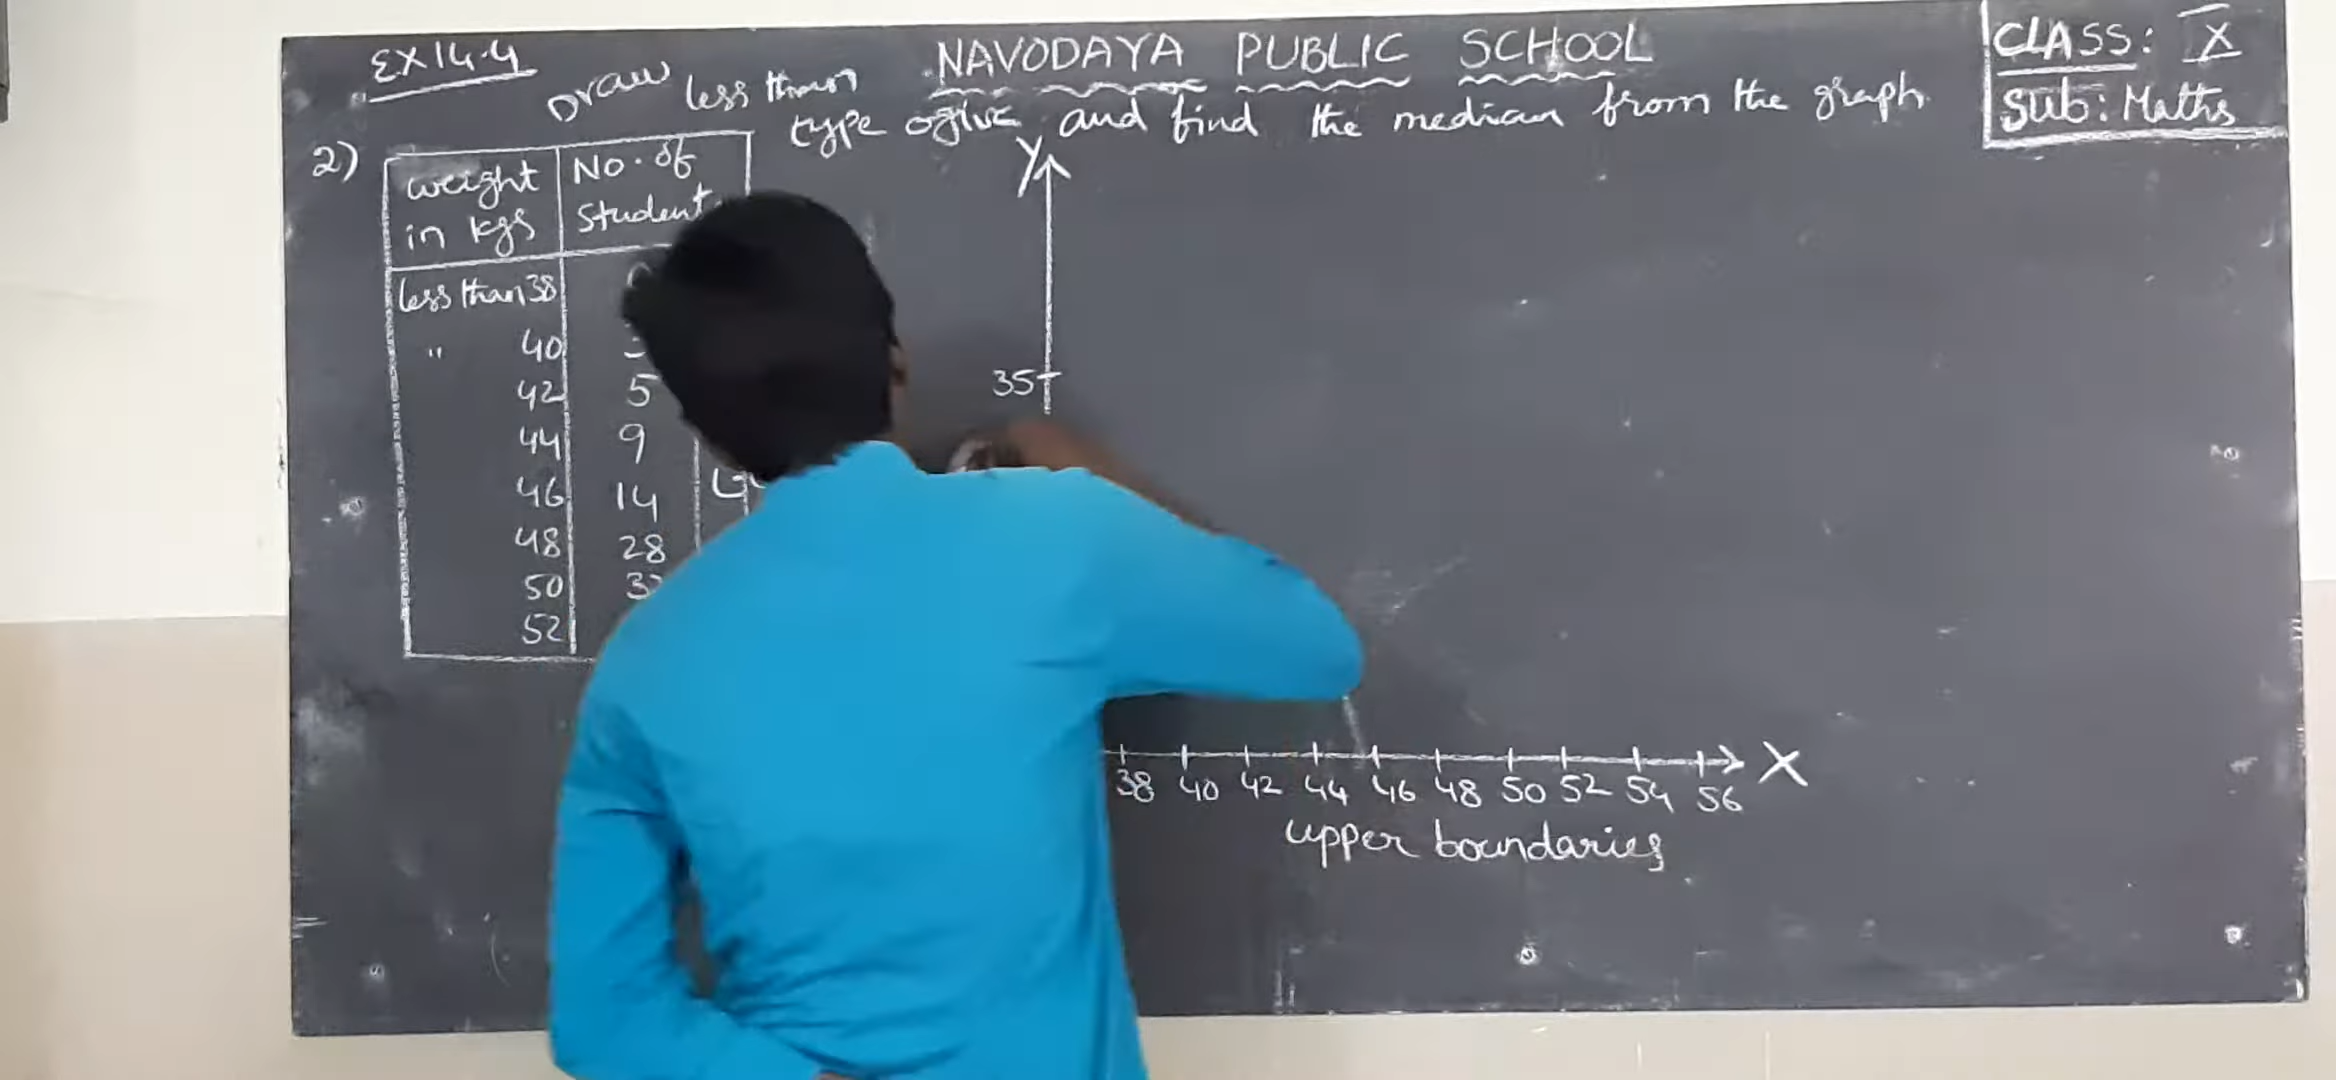 EX 14.4
NAVODAYA PUBLIC SCHOOL
CLASS: X
Sub: Maths
Draw less than type ogive and find the median from the graph.
2)
weight in kgs No. of Student
less than 38
" 40
42 5
44 9
46 14
48 28
50
52
Y
35
38 40 42 44 46 48 50 52 54 56 X
upper boundaries